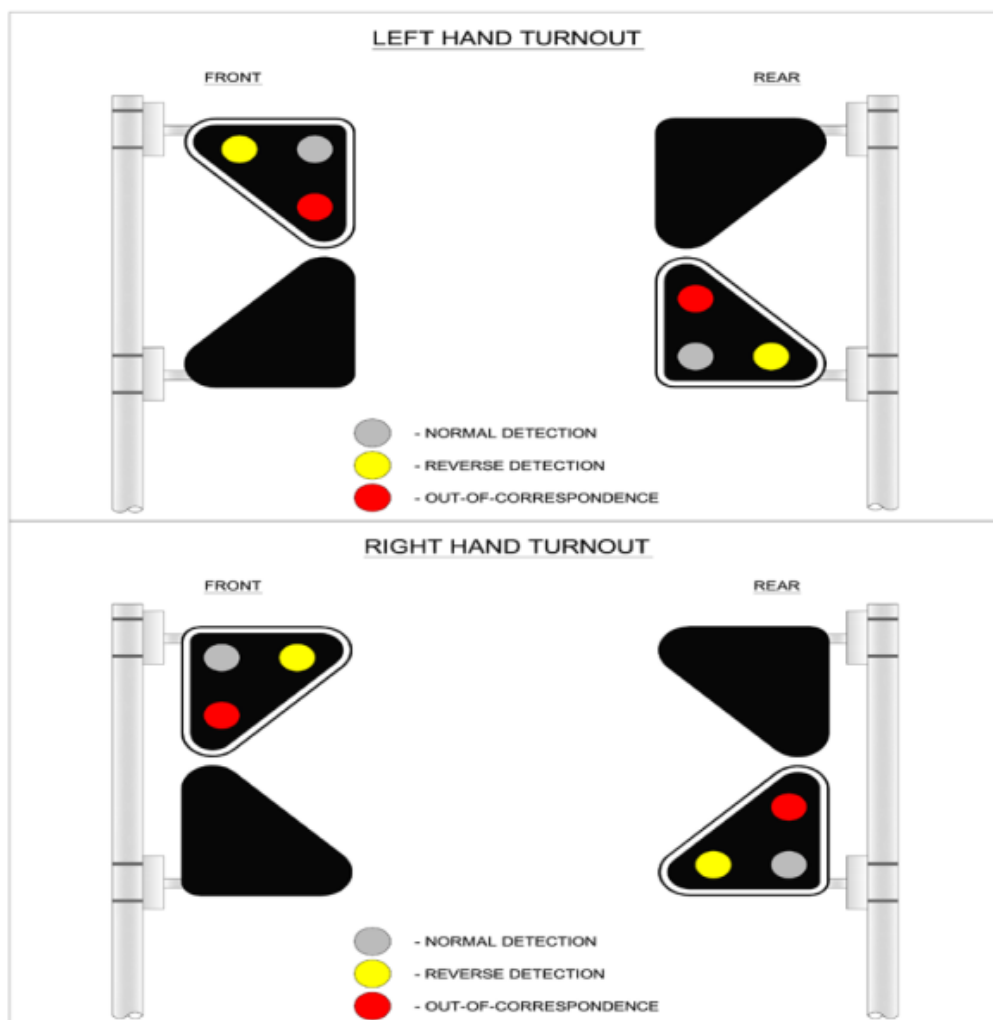 LEFT HAND TURNOUT
FRONT
REAR
- NORMAL DETECTION
- REVERSE DETECTION
- OUT-OF-CORRESPONDENCE
RIGHT HAND TURNOUT
FRONT
REAR
- NORMAL DETECTION
- REVERSE DETECTION
- OUT-OF-CORRESPONDENCE